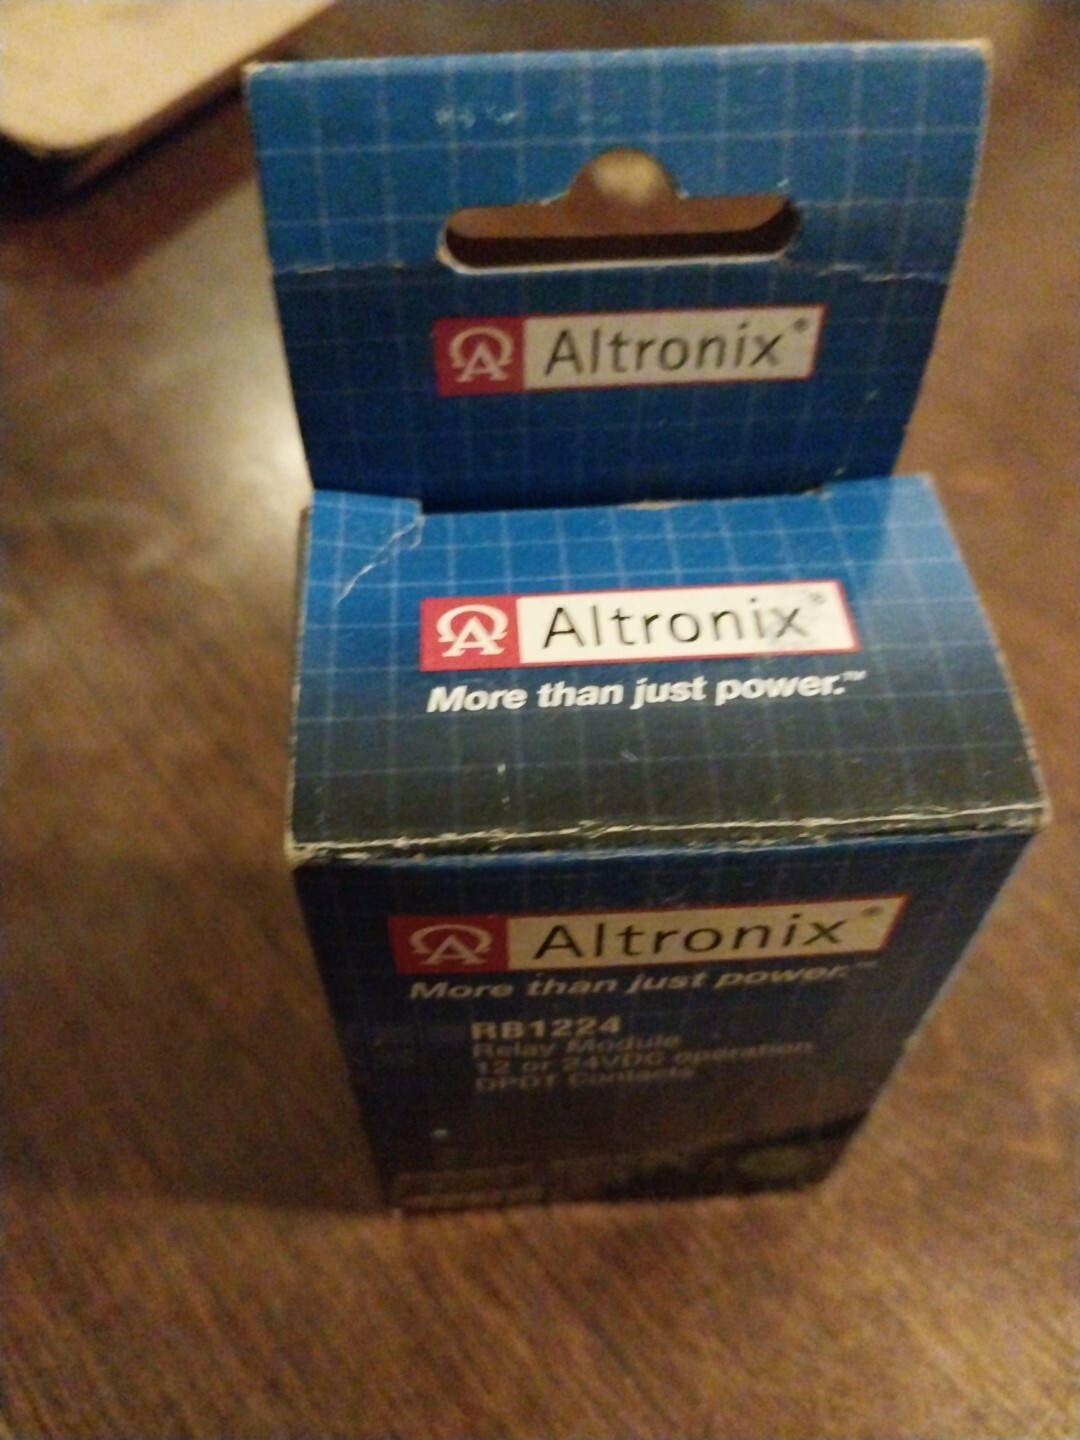 Altronix®
Altronix®
More than just power.™
Altronix®
More than just power.™
RB1224
Relay Module
12 or 24VDC operation
DPDT Contacts